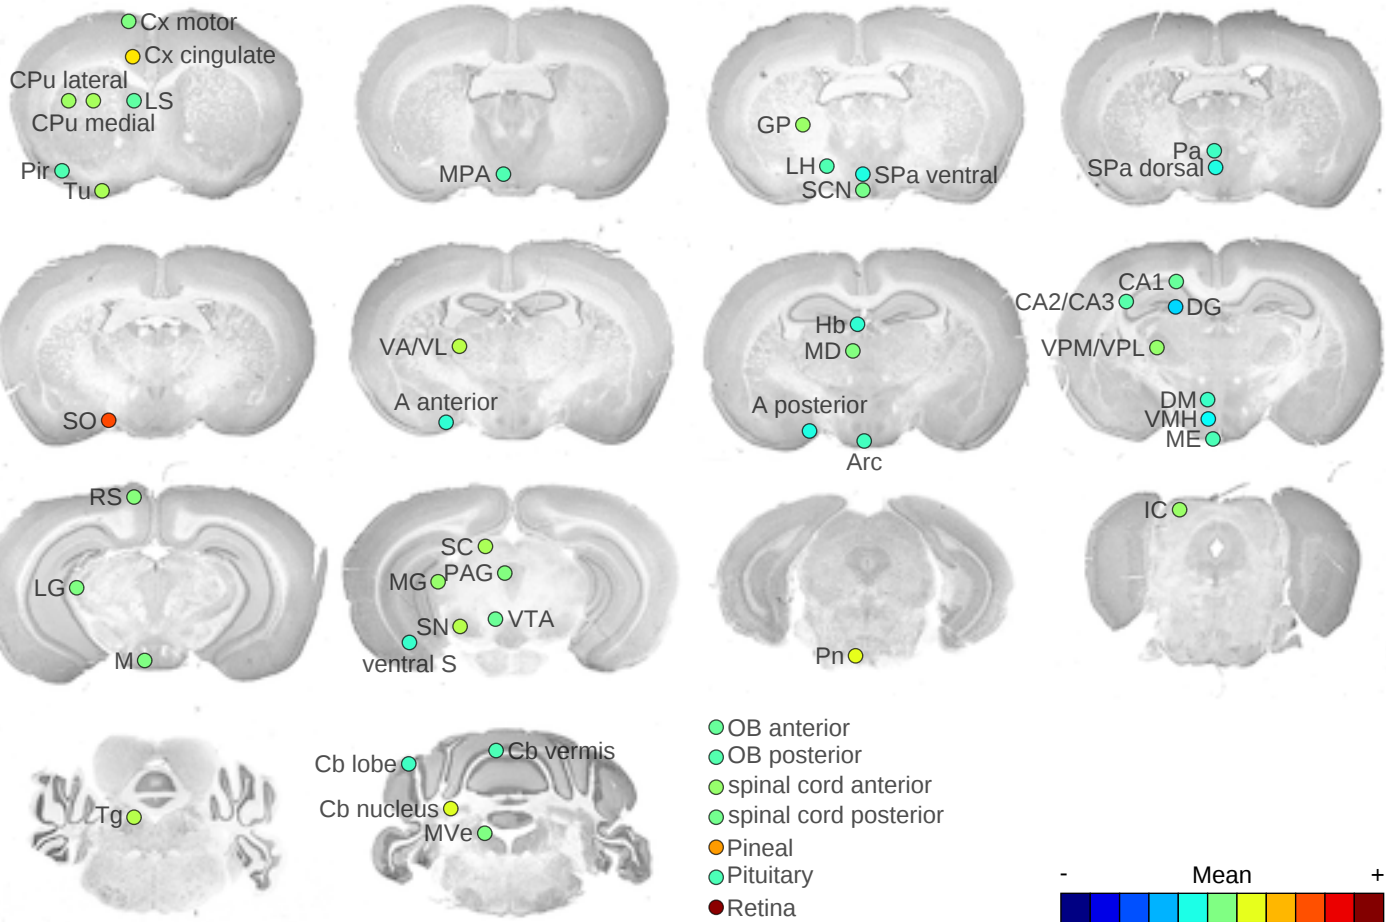 Cx motor
Cx cingulate
CPu lateral
LS
CPu medial
Pir
Tu
MPA
GP
LH
SPa ventral
SCN
Pa
SPa dorsal
SO
VA/VL
A anterior
Hb
MD
A posterior
Arc
CA1
CA2/CA3
DG
VPM/VPL
DM
VMH
ME
RS
LG
M
SC
PAG
MG
SN
VTA
ventral S
Pn
IC
Tg
Cb vermis
Cb lobe
Cb nucleus
MVe
OB anterior
OB posterior
spinal cord anterior
spinal cord posterior
Pineal
Pituitary
Retina
- Mean +